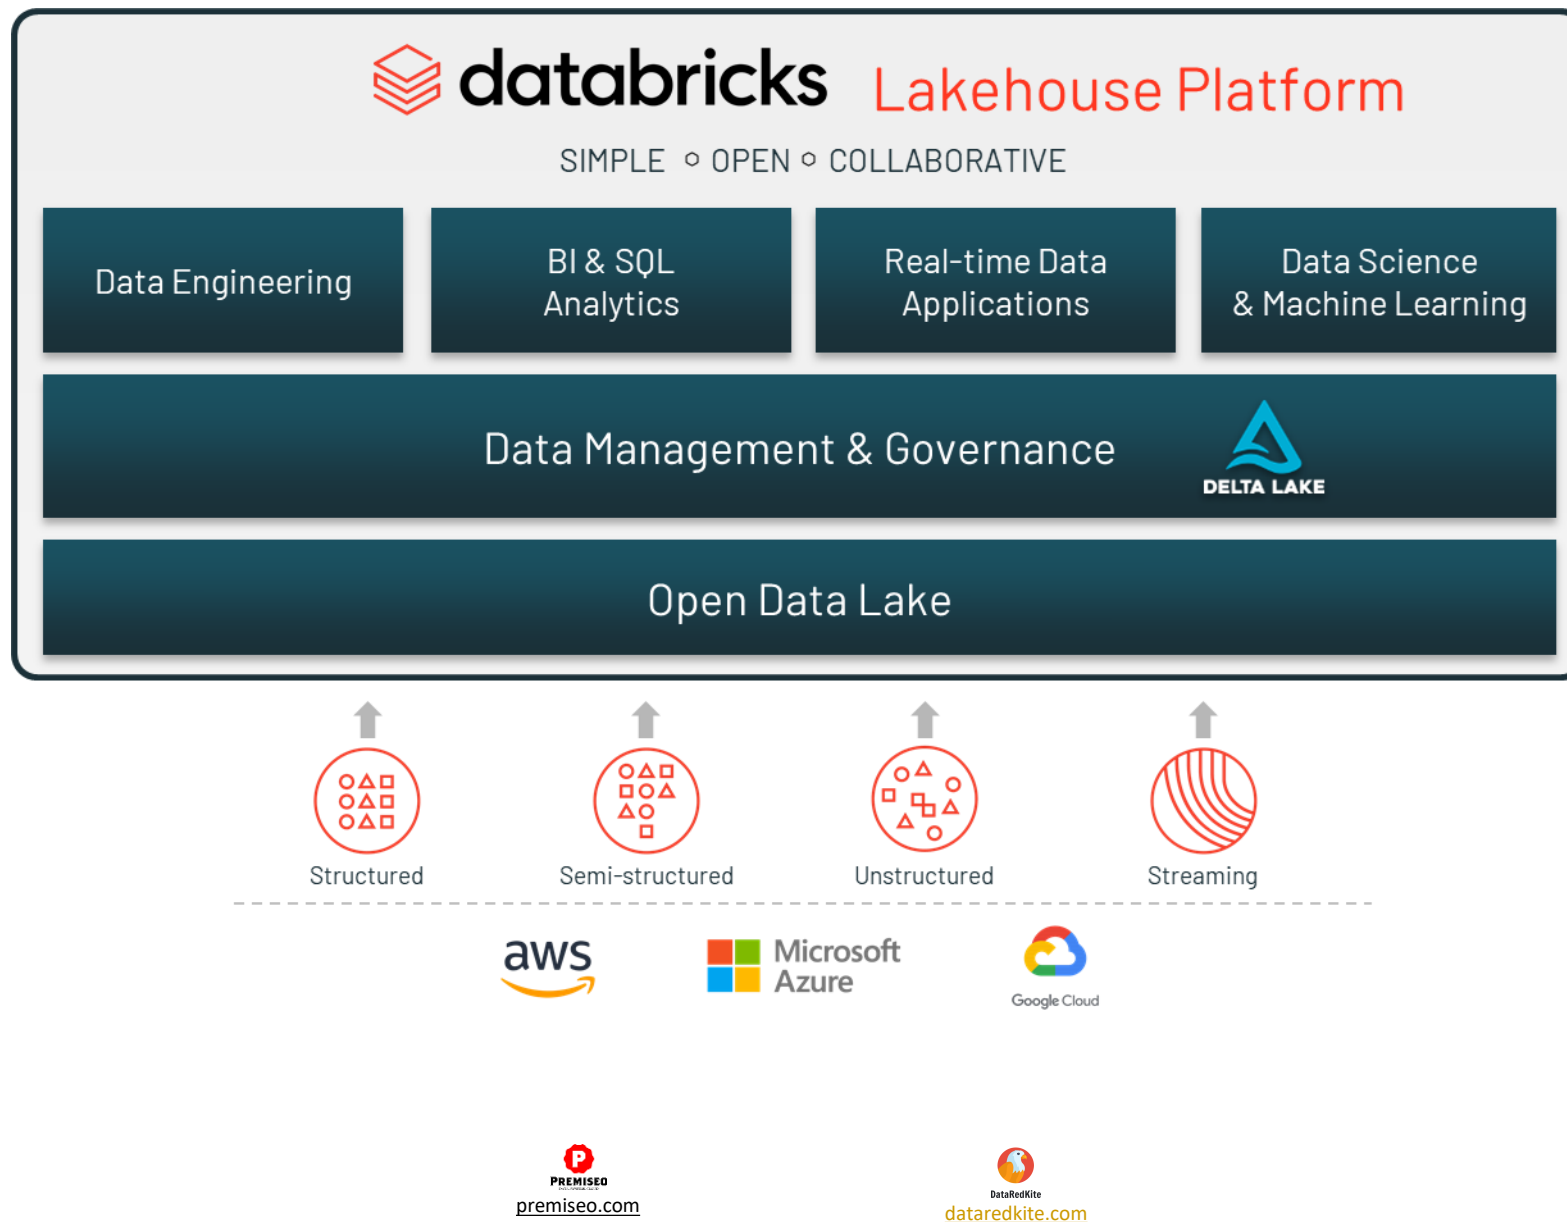 databricks Lakehouse Platform
SIMPLE OPEN COLLABORATIVE
Data Engineering
BI & SQL
Analytics
Real-time Data
Applications
Data Science
& Machine Learning
Data Management & Governance
DELTA LAKE
Open Data Lake
Structured
Semi-structured
Unstructured
Streaming
aws
Microsoft
Azure
Google Cloud
P
PREMISEO
premiseo.com
DataRedKite
dataredkite.com